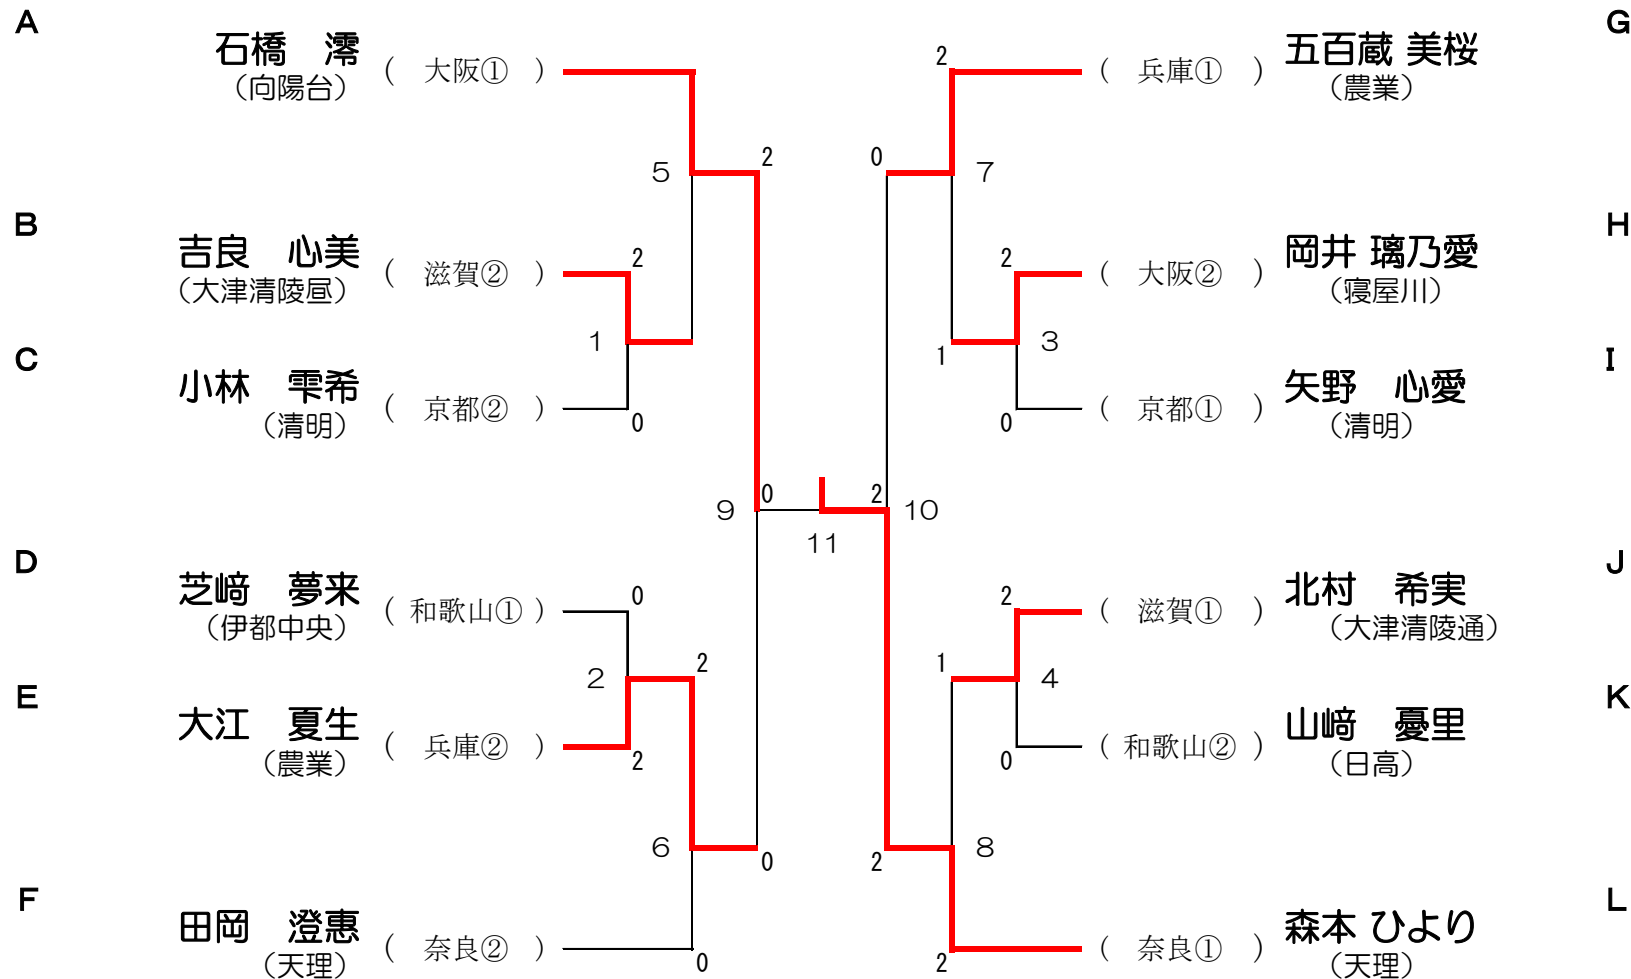 A
石橋　澪
（向陽台）
（　大阪①　）
B
吉良　心美
（大津清陵昼）
（　滋賀②　）
C
小林　雫希
（清明）
（　京都②　）
D
芝﨑　夢来
（伊都中央）
（ 和歌山① ）
E
大江　夏生
（農業）
（　兵庫②　）
F
田岡　澄惠
（天理）
（　奈良②　）
5
2
2
1
0
9
0
11
2
10
0
2
2
2
6
0
0
2
0
7
2
3
1
0
2
1
4
0
2
8
2
G
五百蔵 美桜
（農業）
（　兵庫①　）
H
岡井 璃乃愛
（寝屋川）
（　大阪②　）
I
矢野　心愛
（清明）
（　京都①　）
J
北村　希実
（大津清陵通）
（　滋賀①　）
K
山﨑　憂里
（日高）
（ 和歌山② ）
L
森本 ひより
（天理）
（　奈良①　）